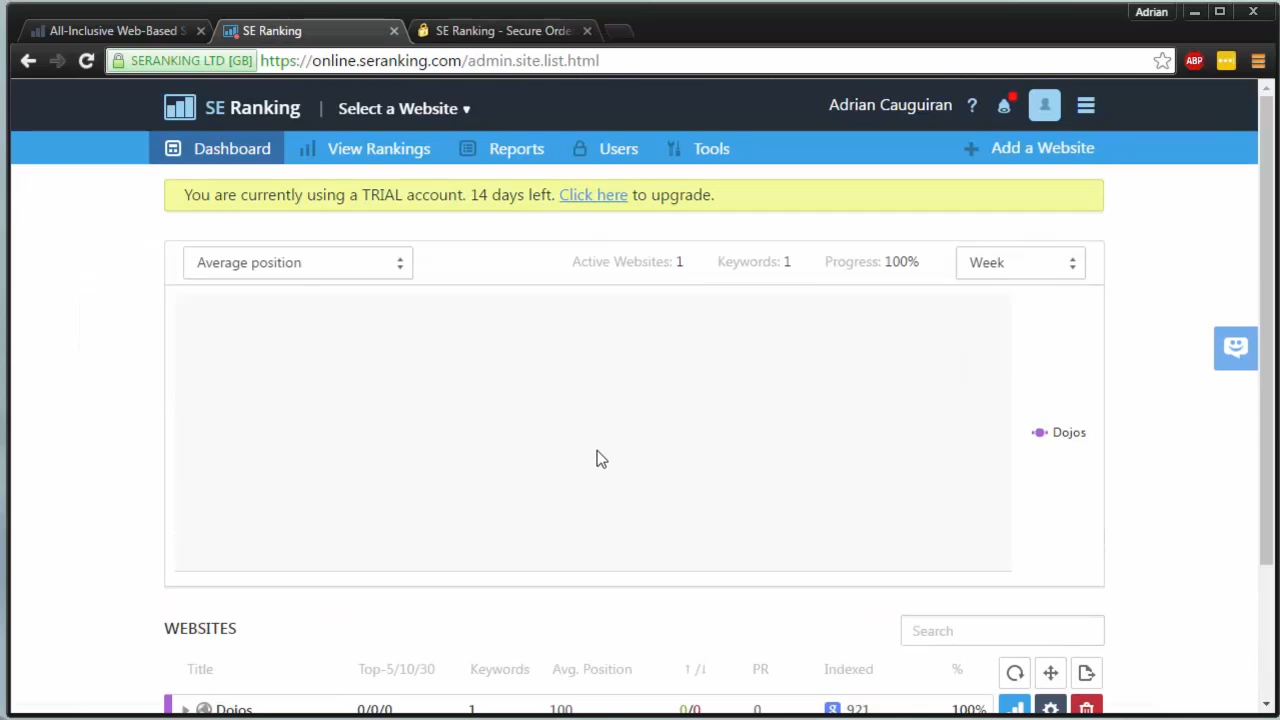 Adrian
All-Inclusive Web-Based S
SE Ranking
SE Ranking - Secure Orde
SERANKING LTD [GB]
https://online.seranking.com/admin.site.list.html
ABP
SE Ranking | Select a Website ▾
Adrian Cauguiran ?
Dashboard
View Rankings
Reports
Users
Tools
+ Add a Website
You are currently using a TRIAL account. 14 days left. Click here to upgrade.
Average position
Active Websites: 1
Keywords: 1
Progress: 100%
Week
Dojos
WEBSITES
Search
Title Top-5/10/30 Keywords Avg. Position ↑ /↓ PR Indexed %
Dojos 0/0/0 1 100 0/0 0 g 921 100%